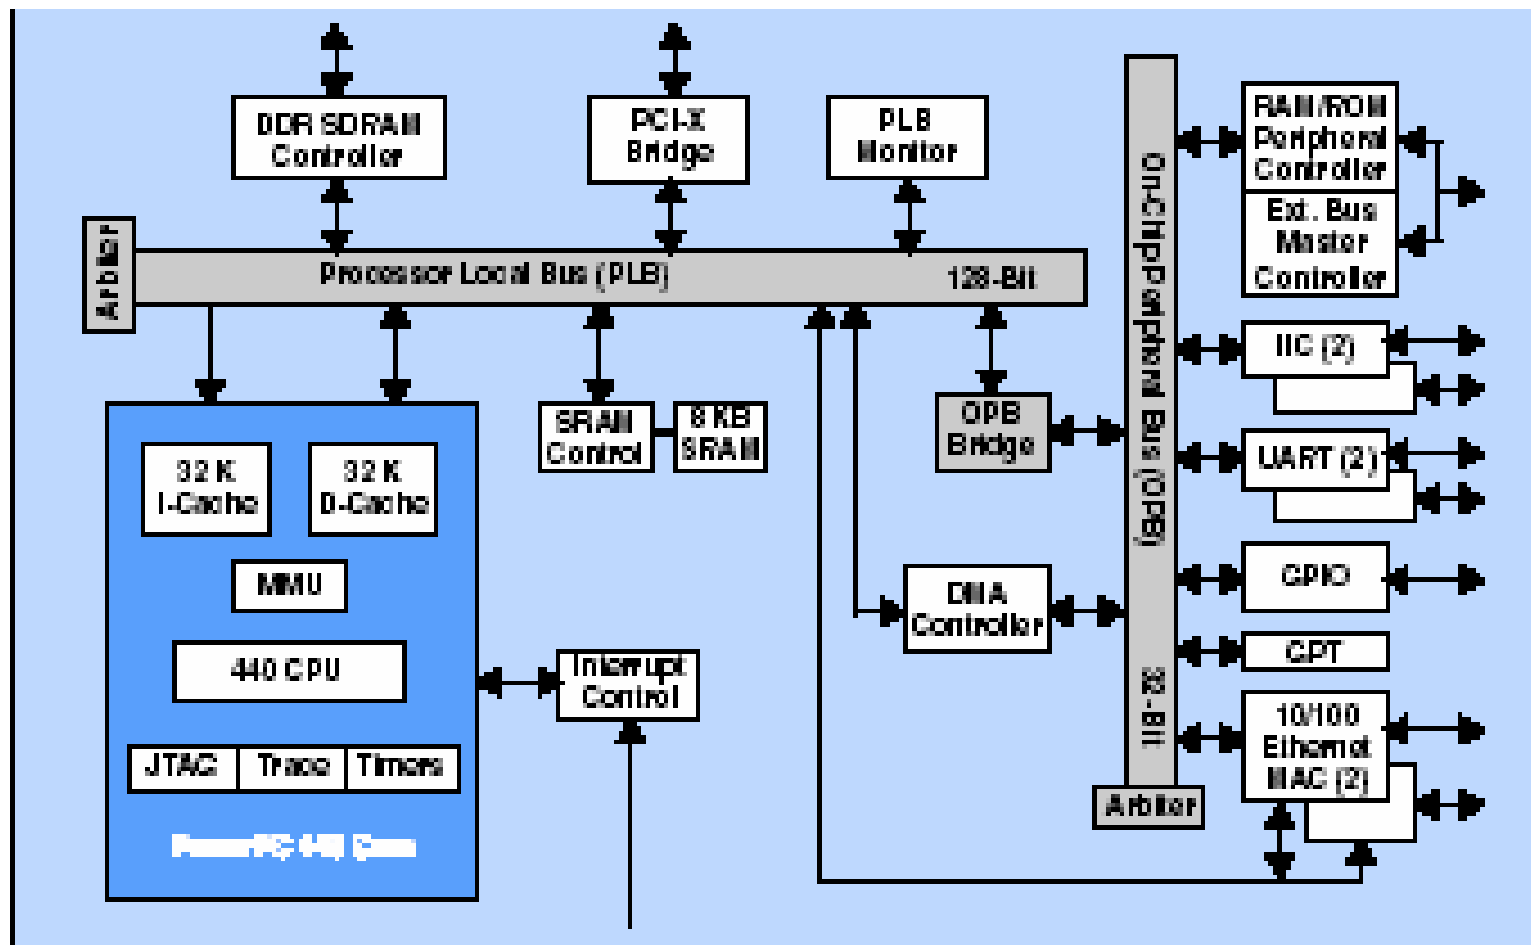 DDR SDRAM
Controller
PCI-X
Bridge
PLB
Monitor
RAM/ROM
Peripheral
Controller
Ext. Bus
Master
Controller
Arbiter
Processor Local Bus (PLB)
128-Bit
On-Chip Peripheral Bus (OPB)
32-Bit
IIC (2)
SRAM
Control
8 KB
SRAM
OPB
Bridge
UART (2)
32 K
I-Cache
32 K
D-Cache
MMU
440 CPU
Interrupt
Control
DMA
Controller
GPIO
GPT
JTAG
Trace
Timers
10/100
Ethernet
MAC (2)
Arbiter
PowerPC 440 Core